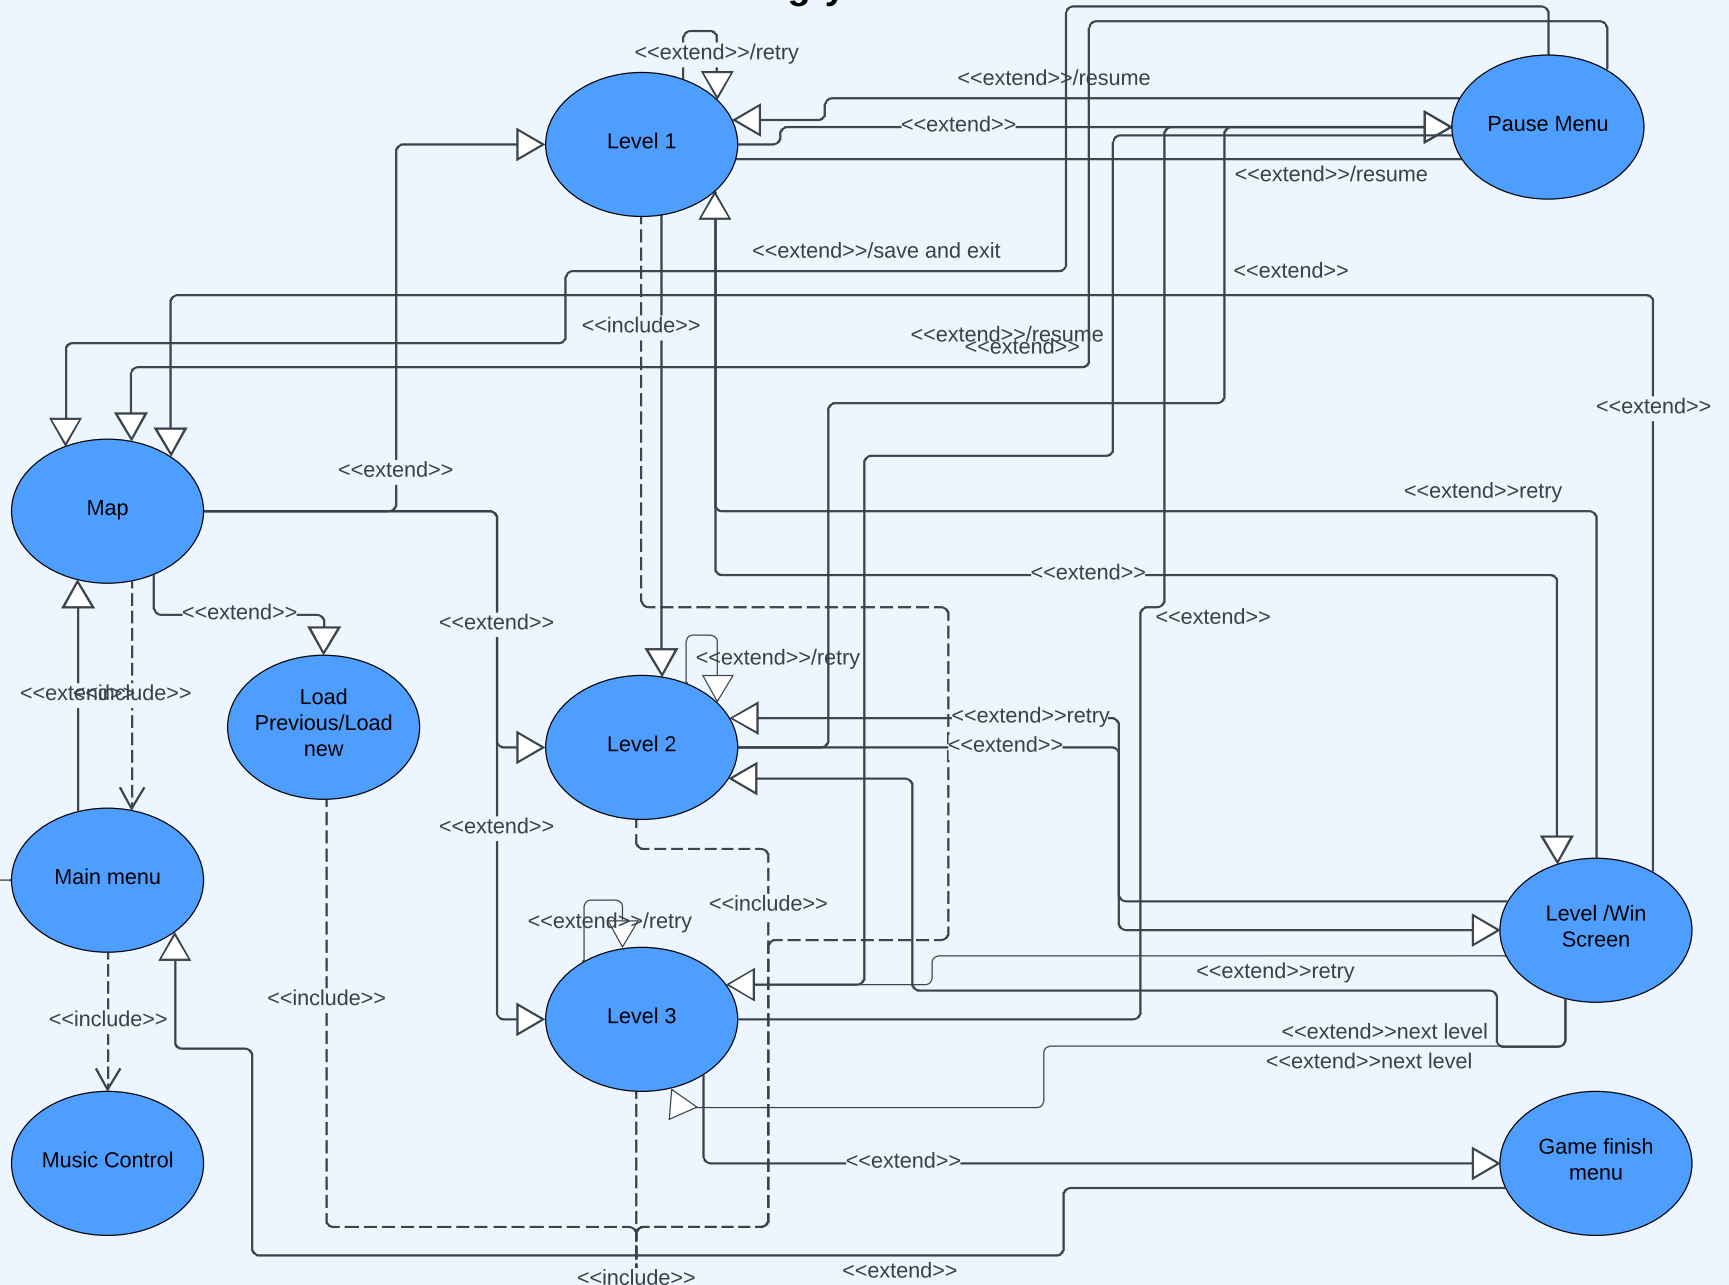 <<extend>>/retry
<<extend>>/resume
<<extend>>
Pause Menu
Level 1
<<extend>>/resume
<<extend>>/save and exit
<<extend>>
<<include>>
<<extend>>/resume
<<extend>>
<<extend>>
<<extend>>
<<extend>>retry
Map
<<extend>>
<<extend>>
<<extend>>
<<extend>>
<<extend>>/retry
<<extend>>
<<include>>
Load
Previous/Load
new
<<extend>>retry
Level 2
<<extend>>
<<extend>>
Main menu
<<include>>
<<extend>>/retry
Level /Win
Screen
<<extend>>retry
<<include>>
<<include>>
Level 3
<<extend>>next level
<<extend>>next level
Music Control
<<extend>>
Game finish
menu
<<extend>>
<<include>>